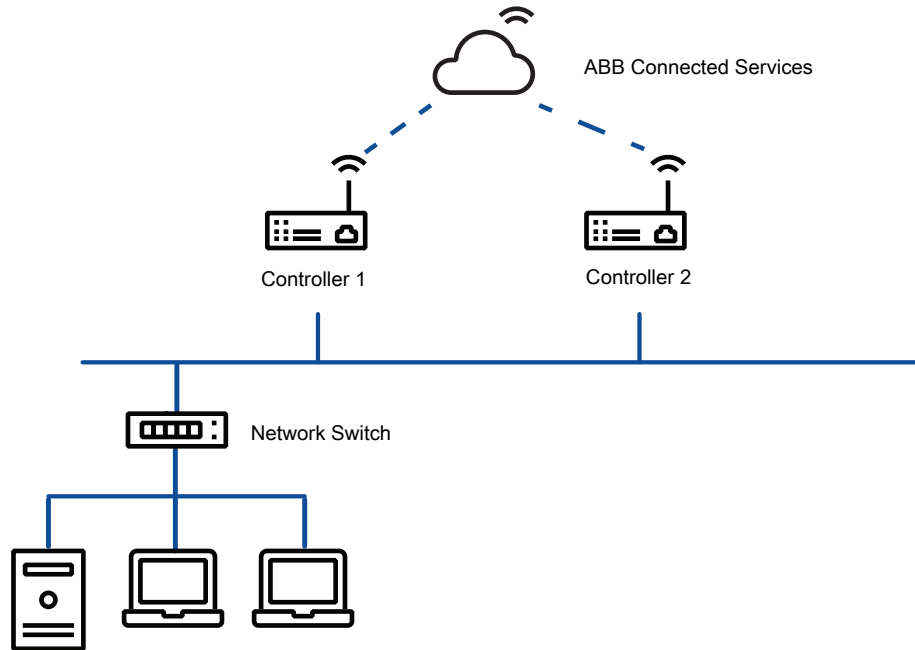 ABB Connected Services
Controller 1
Controller 2
Network Switch